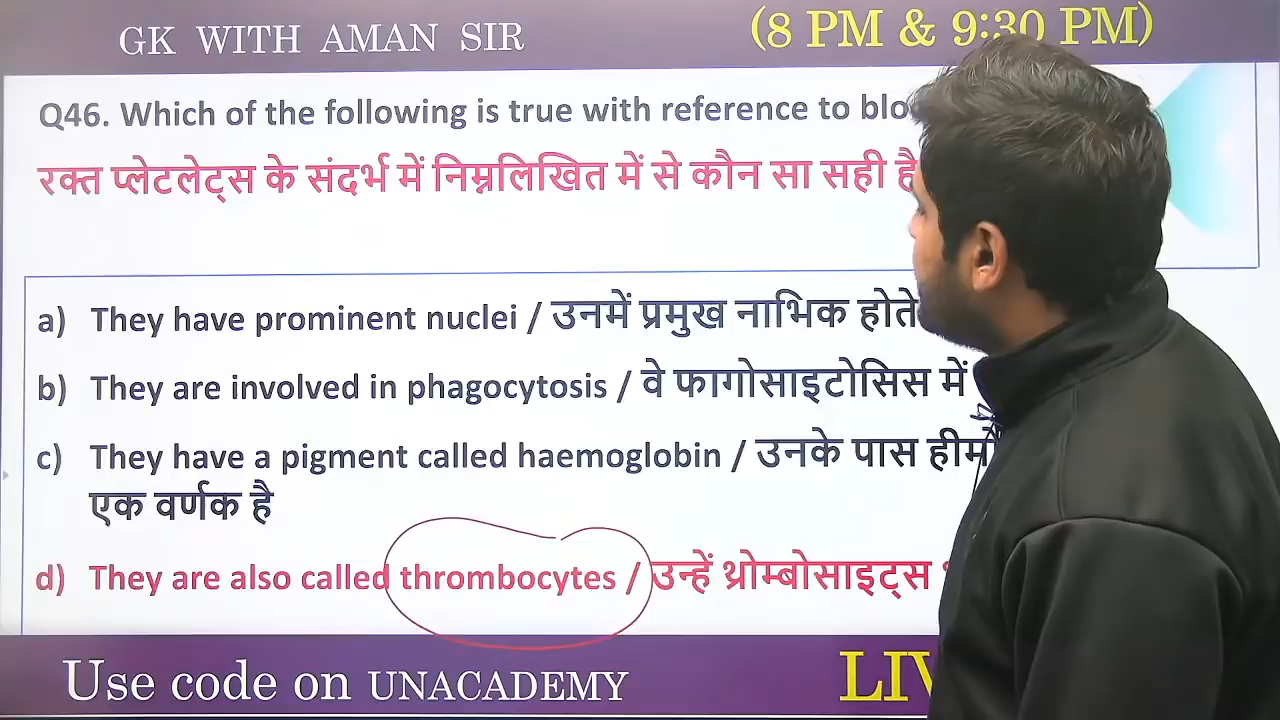 GK WITH AMAN SIR
(8 PM & 9:30 PM)
Q46. Which of the following is true with reference to
रक्त प्लेटलेट्स के संदर्भ में निम्नलिखित में से कौन सा सही
a) They have prominent nuclei / उनमें प्रमुख नाभिक होते
b) They are involved in phagocytosis / वे फागोसाइटोसिस में
c) They have a pigment called haemoglobin / उनके पास
एक वर्णक है
d) They are also called thrombocytes / उन्हें थ्रोम्बोसाइट्स
Use code on UNACADEMY